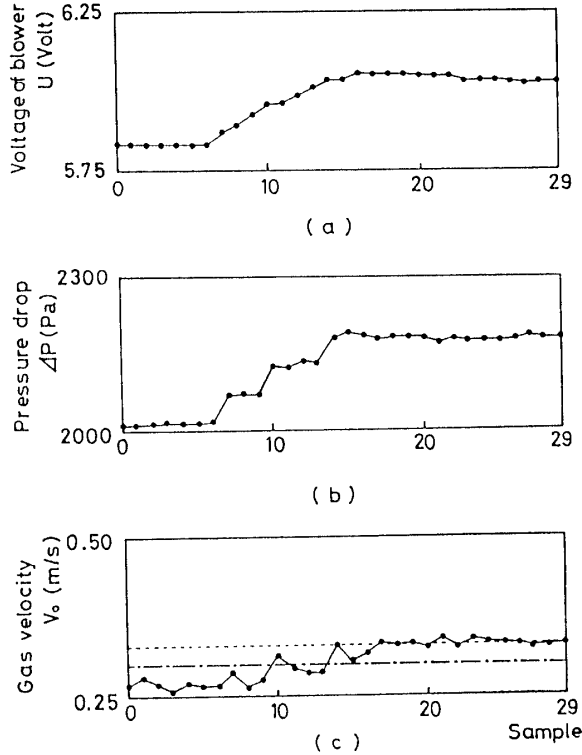 6.25
Voltage of blower
U (Volt)
5.75
0
10
20
29
(a)
2300
Pressure drop
ΔP (Pa)
2000
0
10
20
29
(b)
0.50
Gas velocity
V₀ (m/s)
0.25
0
10
20
29
Sample
(c)